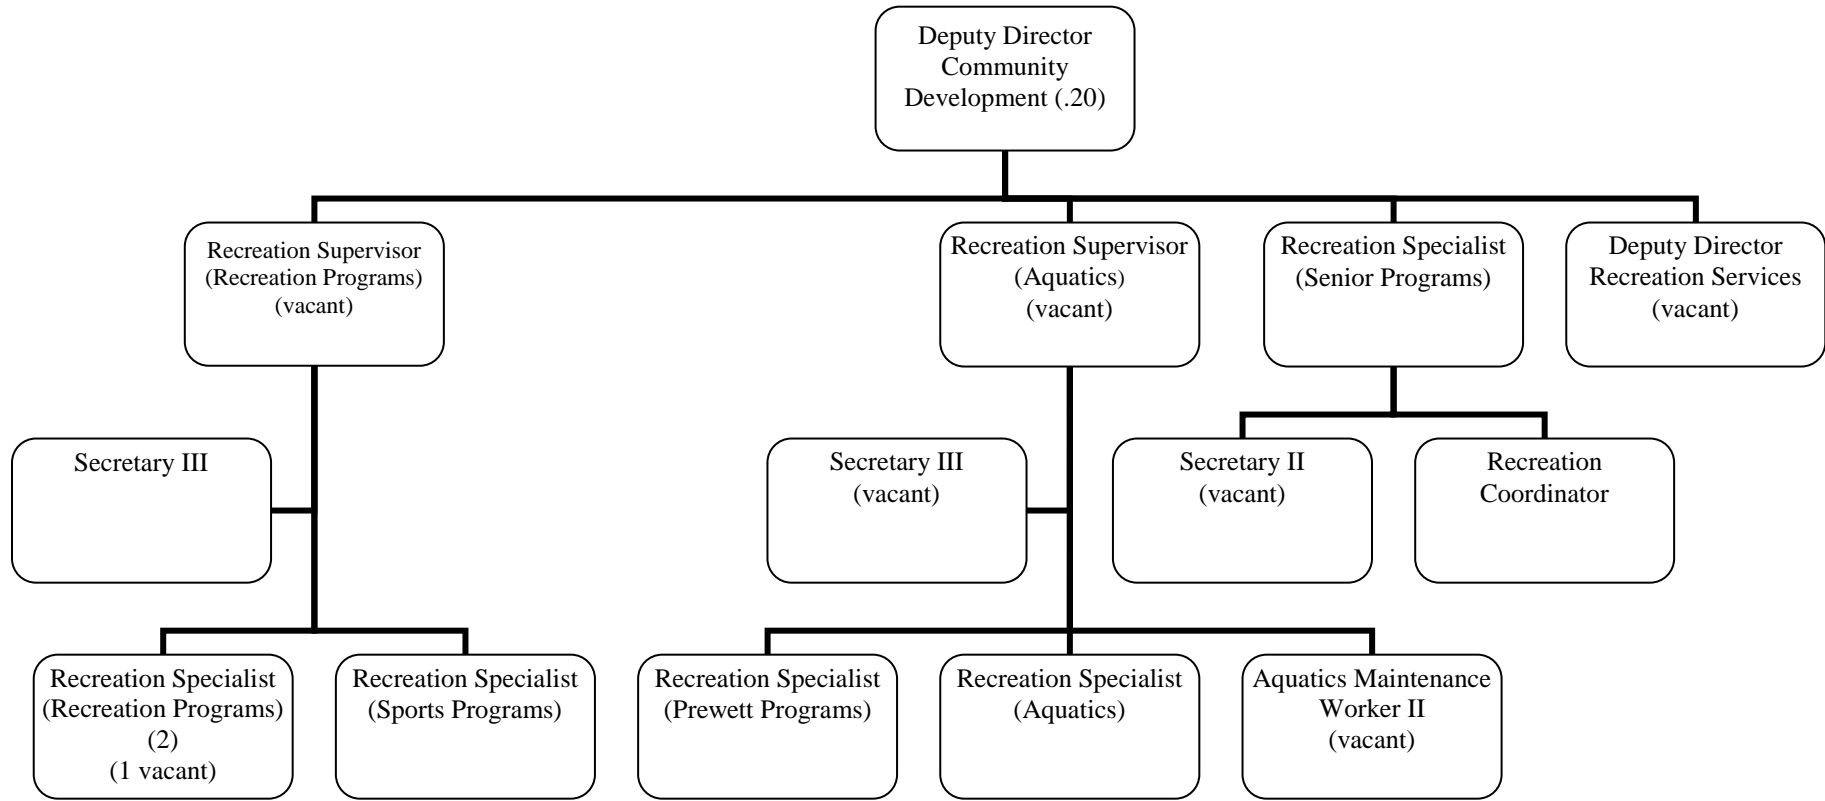 Deputy Director
Community
Development (.20)
Recreation Supervisor
(Recreation Programs)
(vacant)
Recreation Supervisor
(Aquatics)
(vacant)
Recreation Specialist
(Senior Programs)
Deputy Director
Recreation Services
(vacant)
Secretary III
Secretary III
(vacant)
Secretary II
(vacant)
Recreation
Coordinator
Recreation Specialist
(Recreation Programs)
(2)
(1 vacant)
Recreation Specialist
(Sports Programs)
Recreation Specialist
(Prewett Programs)
Recreation Specialist
(Aquatics)
Aquatics Maintenance
Worker II
(vacant)